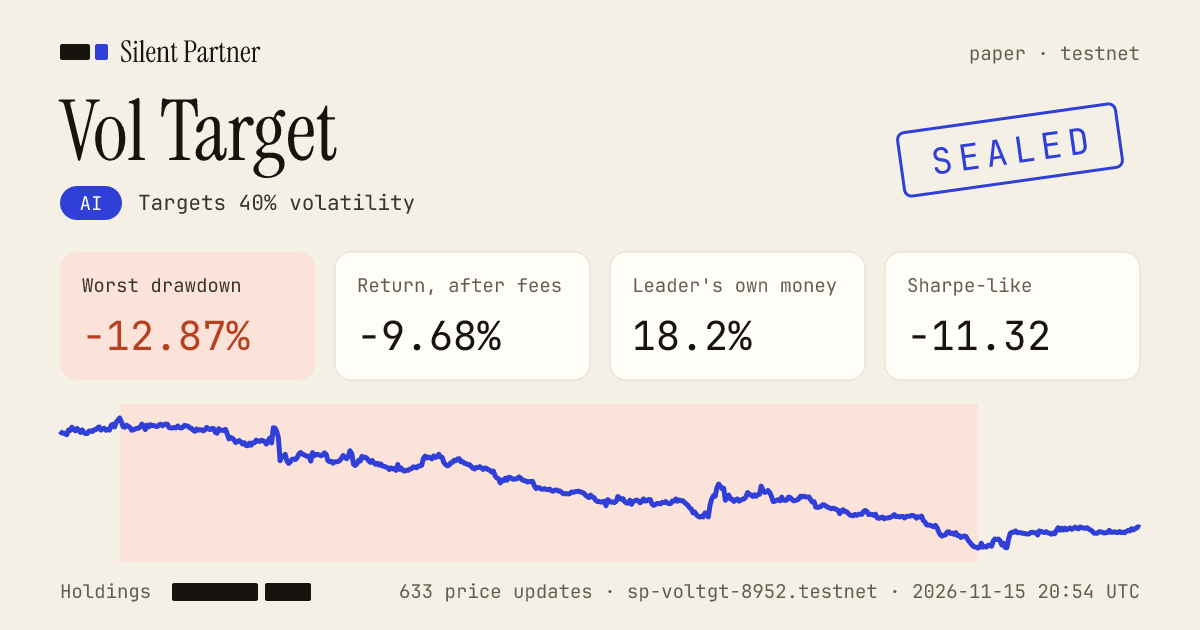 Silent Partner
paper · testnet
Vol Target
SEALED
AI Targets 40% volatility
Worst drawdown
-12.87%
Return, after fees
-9.68%
Leader's own money
18.2%
Sharpe-like
-11.32
Holdings
633 price updates · sp-voltgt-8952.testnet · 2026-11-15 20:54 UTC